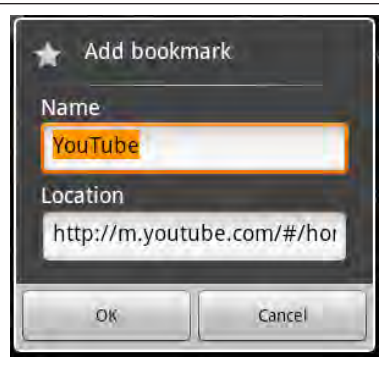 Add bookmark
Name
YouTube
Location
http://m.youtube.com/#/hor
OK
Cancel